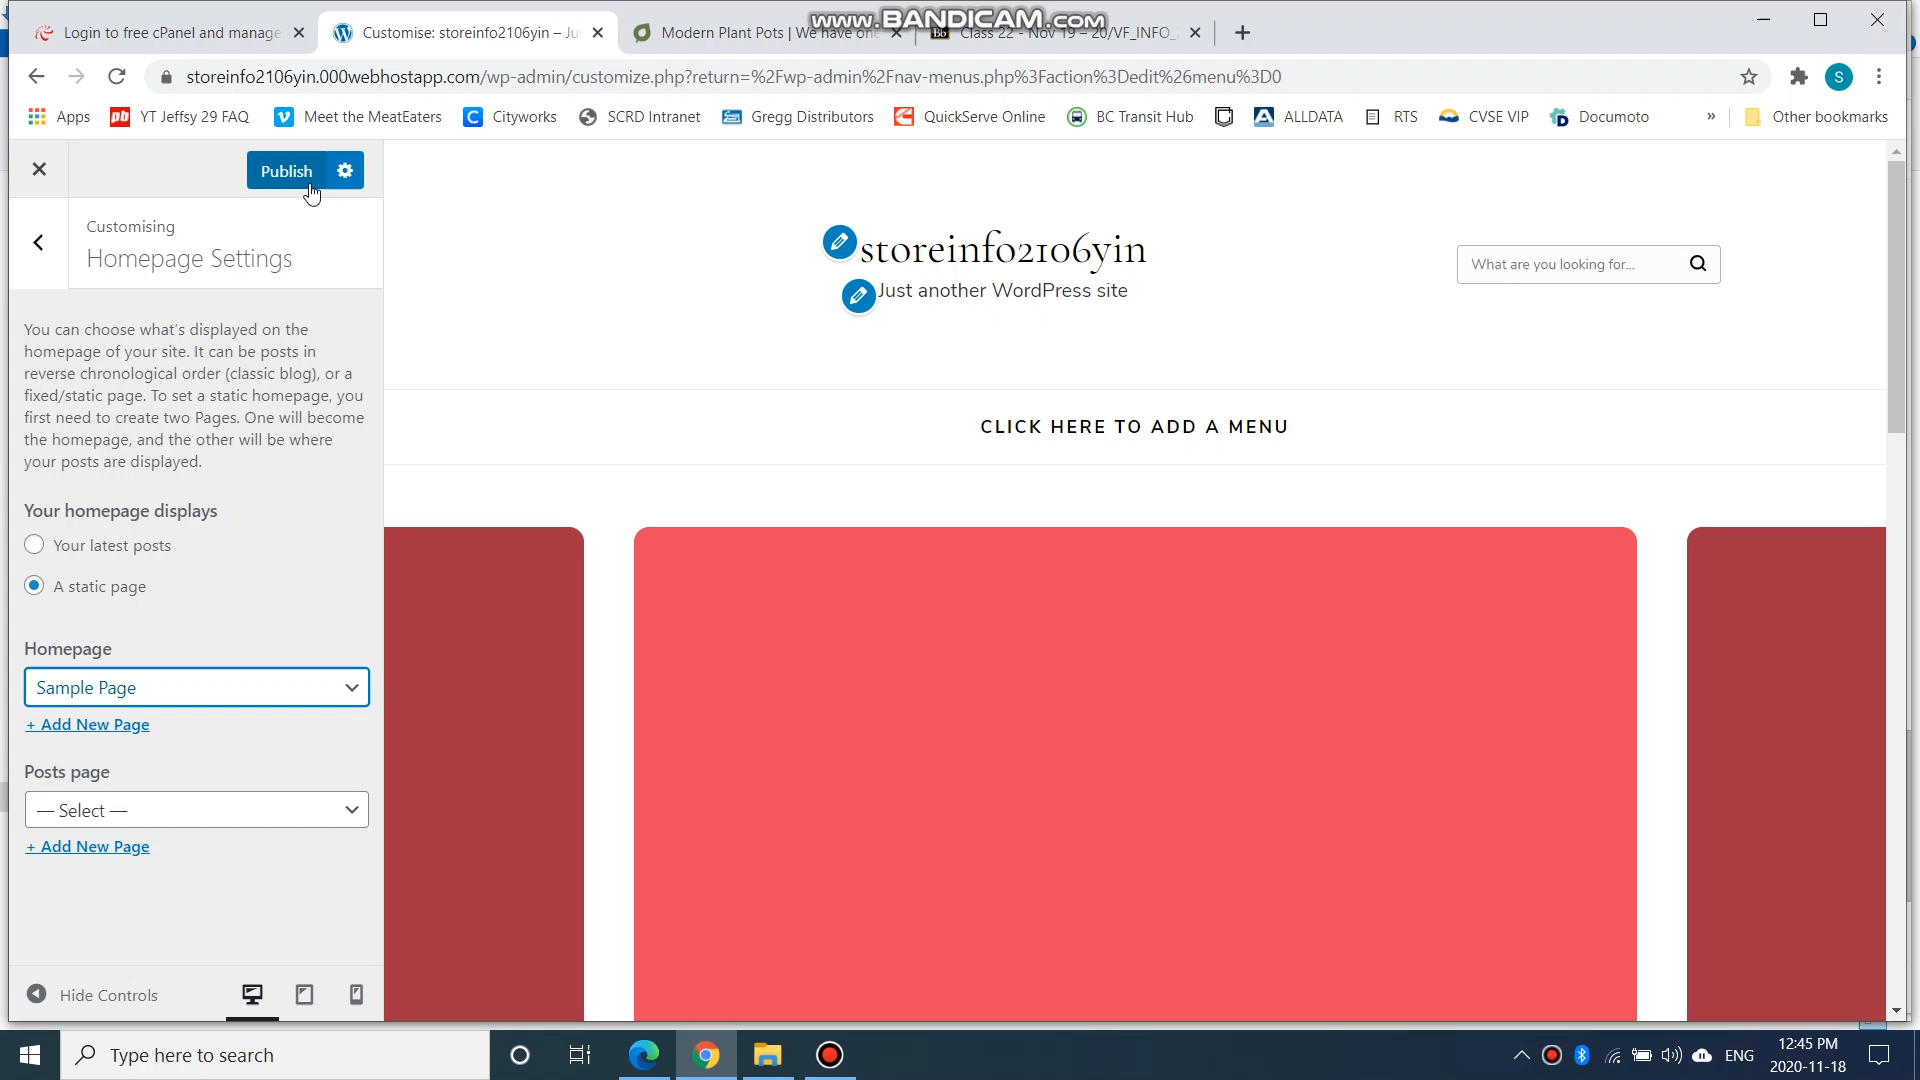 www.BANDICAM.com
Login to free cPanel and manage
Customise: storeinfo2106yin – Ju
Modern Plant Pots | We have one
Class 22 - Nov 19 – 20/VF_INFO_
storeinfo2106yin.000webhostapp.com/wp-admin/customize.php?return=%2Fwp-admin%2Fnav-menus.php%3Faction%3Dedit%26menu%3D0
S
Apps
YT Jeffsy 29 FAQ
Meet the MeatEaters
Cityworks
SCRD Intranet
Gregg Distributors
QuickServe Online
BC Transit Hub
ALLDATA
RTS
CVSE VIP
Documoto
»
Other bookmarks
Publish
Customising
Homepage Settings
You can choose what's displayed on the
homepage of your site. It can be posts in
reverse chronological order (classic blog), or a
fixed/static page. To set a static homepage, you
first need to create two Pages. One will become
the homepage, and the other will be where
your posts are displayed.
Your homepage displays
Your latest posts
A static page
Homepage
Sample Page
+ Add New Page
Posts page
— Select —
+ Add New Page
Hide Controls
storeinfo2106yin
Just another WordPress site
What are you looking for...
CLICK HERE TO ADD A MENU
Type here to search
ENG
12:45 PM
2020-11-18